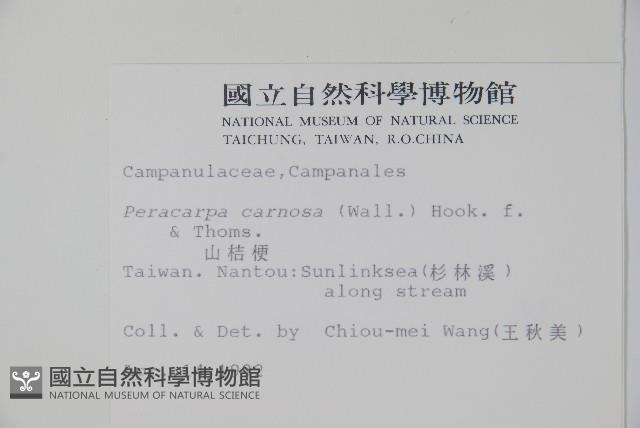 國立自然科學博物館
NATIONAL MUSEUM OF NATURAL SCIENCE
TAICHUNG, TAIWAN, R.O.CHINA
Campanulaceae,Campanales
Peracarpa carnosa (Wall.) Hook. f.
& Thoms.
山桔梗
Taiwan. Nantou:Sunlinksea(杉林溪)
along stream
Coll. & Det. by Chiou-mei Wang(王秋美)
國立自然科學博物館
NATIONAL MUSEUM OF NATURAL SCIENCE